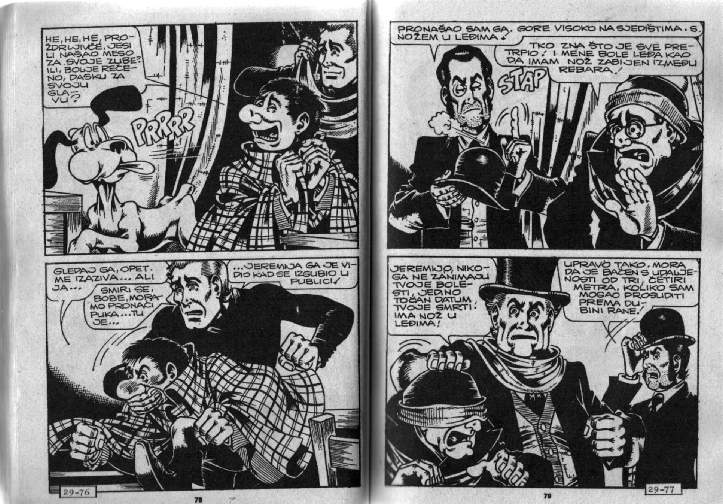 HE, HE, HE, PRO-
ŽDRLJIVČE, JESI
LI NAŠAO MESO
ZA SVOJE ZUBE?
ILI, BOLJE REČE-
NO, DASKU ZA
SVOJU
GLA-
VU?
PRRRR
GLEDAJ GA, OPET
ME IZAZIVA... ALI
JA...
SMIRI SE,
BOBE, MORA-
MO PRONAĆI
PUKA...TU
JE...
...JEREMIJA GA JE VI-
DIO KAD SE IZGUBIO U
PUBLICI!
29-76
78
PRONAŠAO SAM GA, GORE VISOKO NA SJEDIŠTIMA, S
NOŽEM U LEĐIMA!
TKO ZNA ŠTO JE SVE PRE-
TRPIO! I MENE BOLE LEĐA KAO
DA IMAM NOŽ ZABIJEN IZMEĐU
REBARA!
STAP
JEREMIJO, NIKO-
GA NE ZANIMAJU
TVOJE BOLE-
STI, JEDINO
TOČAN DATUM
TVOJE SMRTI!
IMA NOŽ U
LEĐIMA!
UPRAVO TAKO, MORA
DA JE BAČEN S UDALJE-
NOSTI OD TRI, ČETIRI
METRA, KOLIKO SAM
MOGAO PROSUDITI
PREMA DU-
BINI RANE!
29-77
79